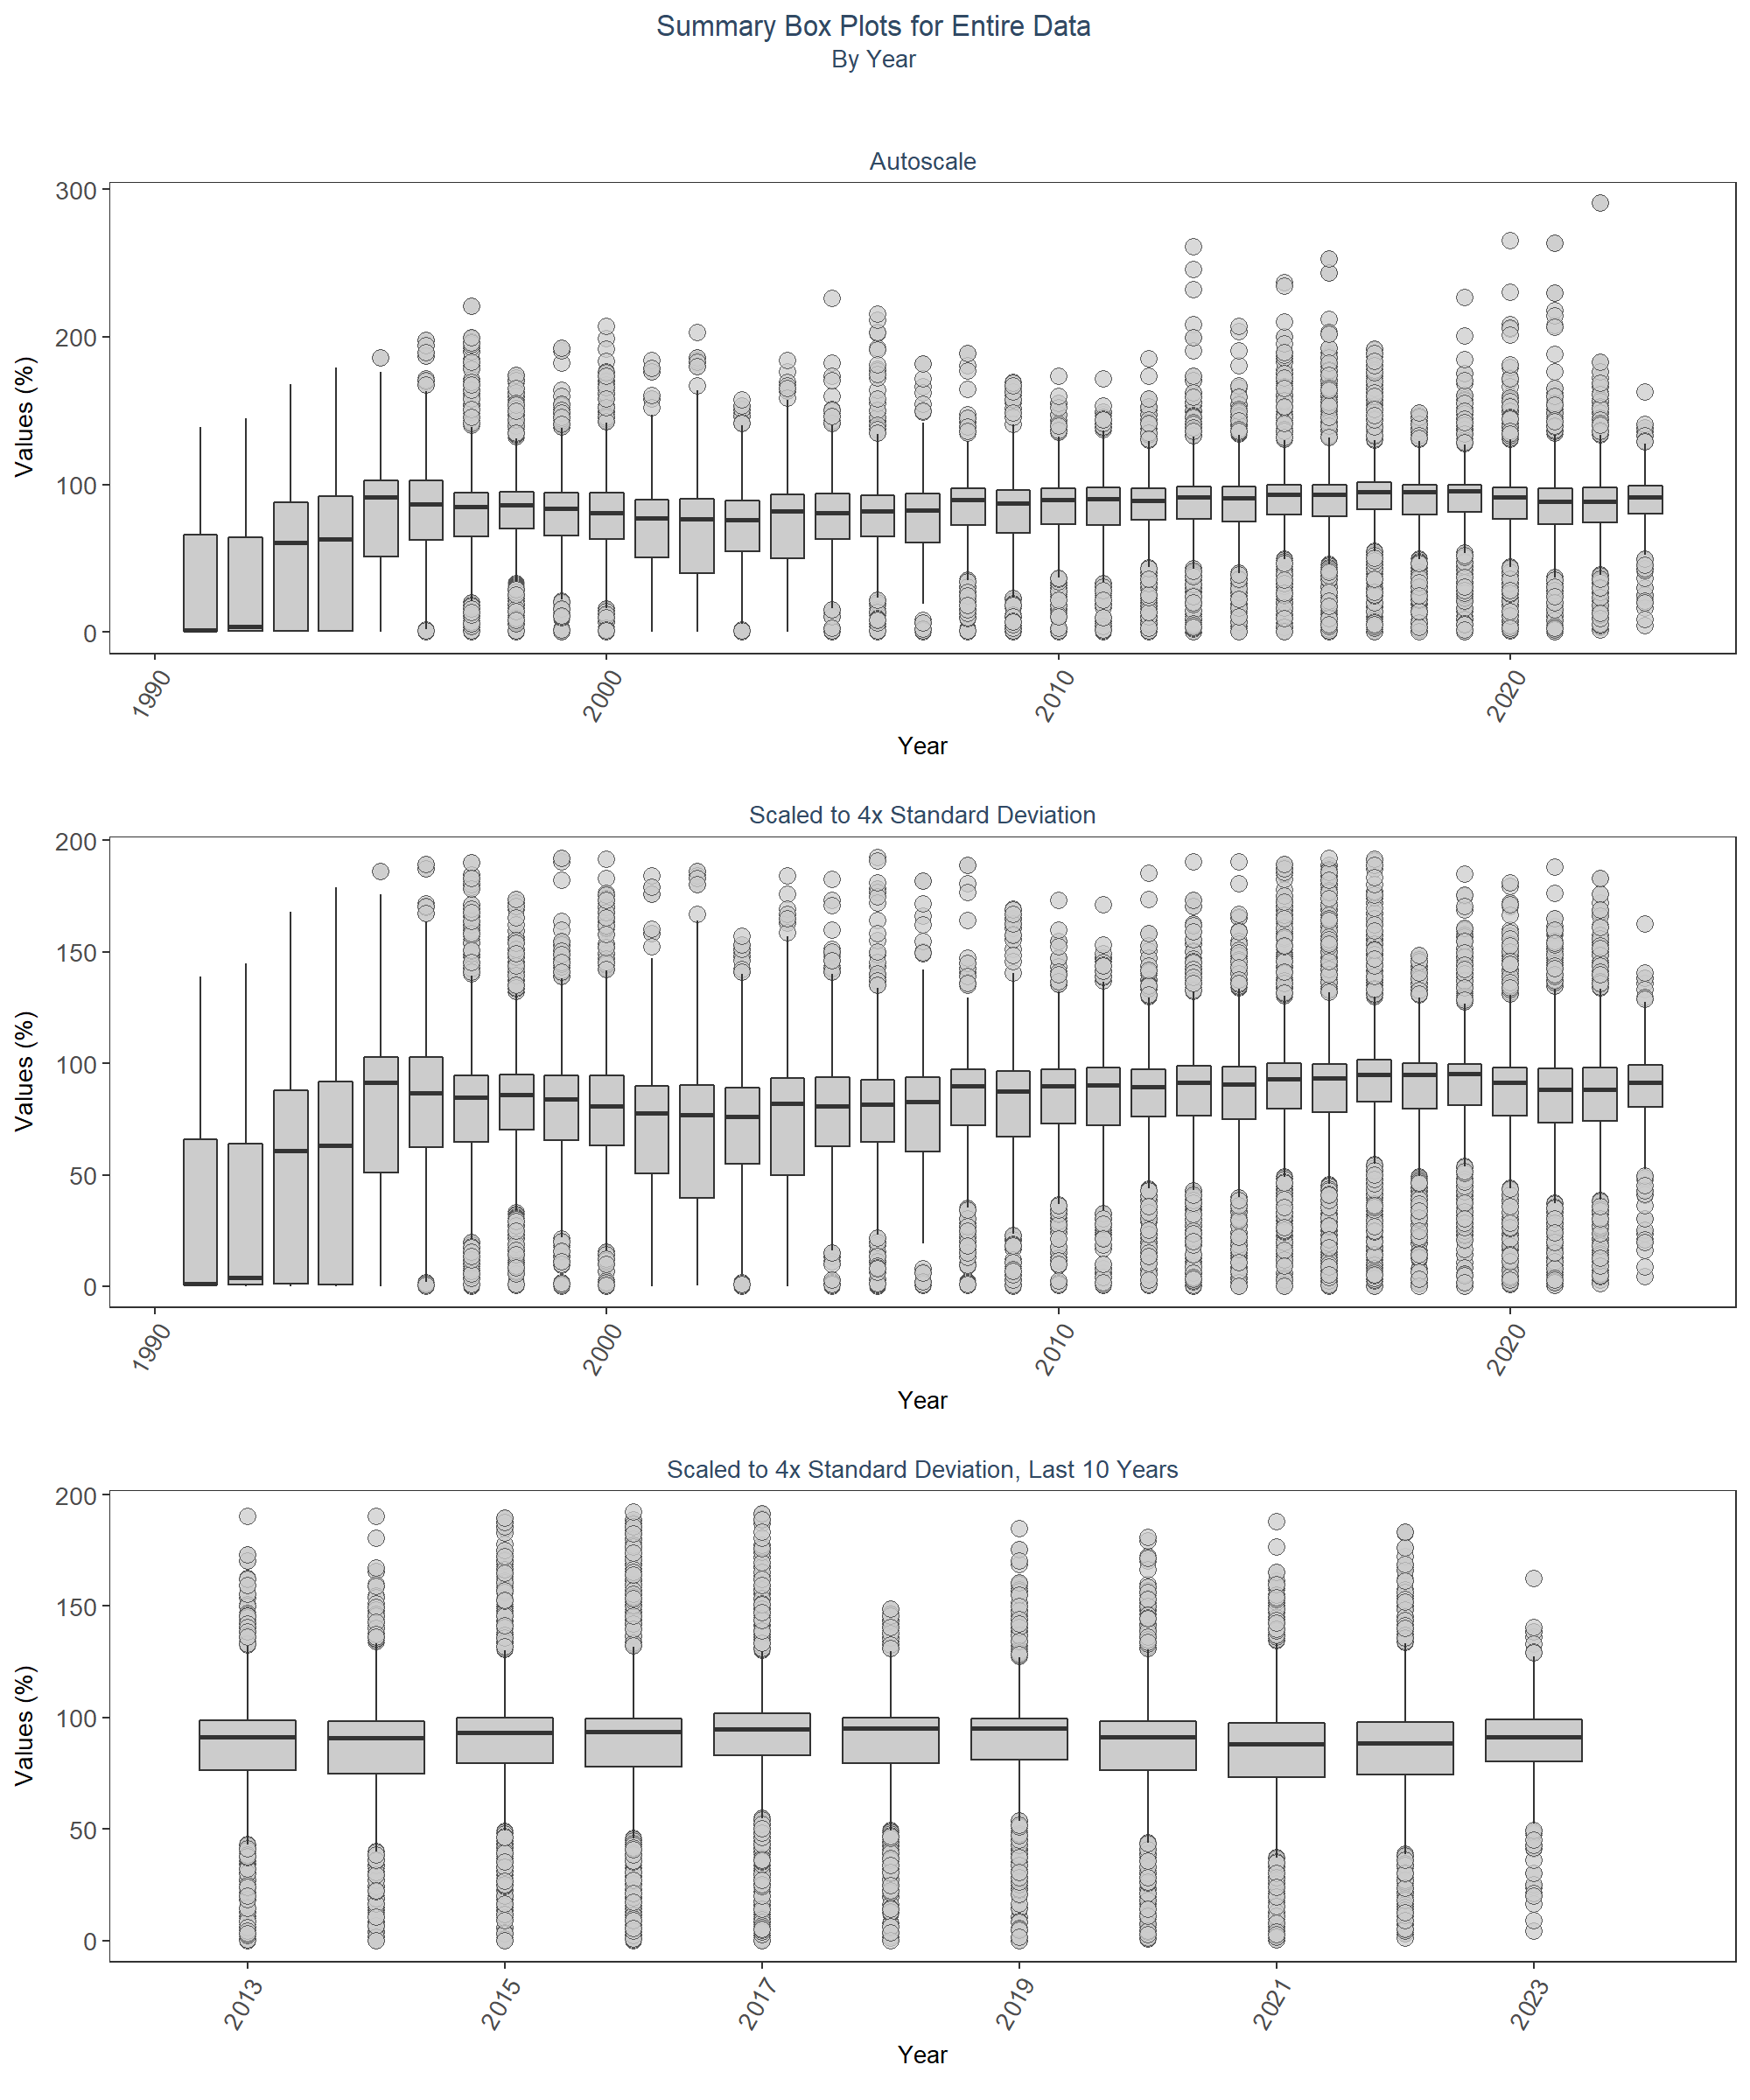 Summary Box Plots for Entire Data
By Year
Autoscale
Values (%)
300
200
100
0
1990
2000
2010
2020
Year
Scaled to 4x Standard Deviation
Values (%)
200
150
100
50
0
1990
2000
2010
2020
Year
Scaled to 4x Standard Deviation, Last 10 Years
Values (%)
200
150
100
50
0
2013
2015
2017
2019
2021
2023
Year